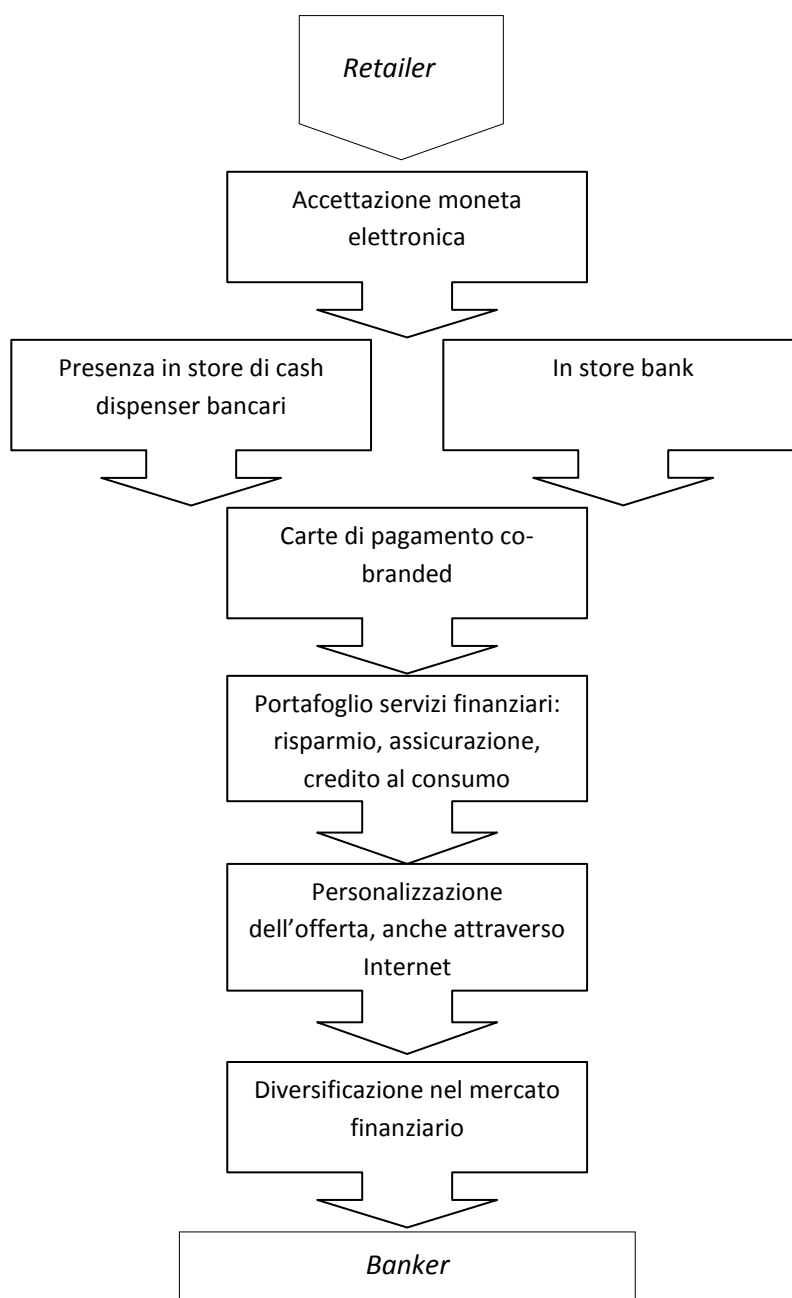 Retailer
Accettazione moneta
elettronica
Presenza in store di cash
dispenser bancari
In store bank
Carte di pagamento co-
branded
Portafoglio servizi finanziari:
risparmio, assicurazione,
credito al consumo
Personalizzazione
dell’offerta, anche attraverso
Internet
Diversificazione nel mercato
finanziario
Banker